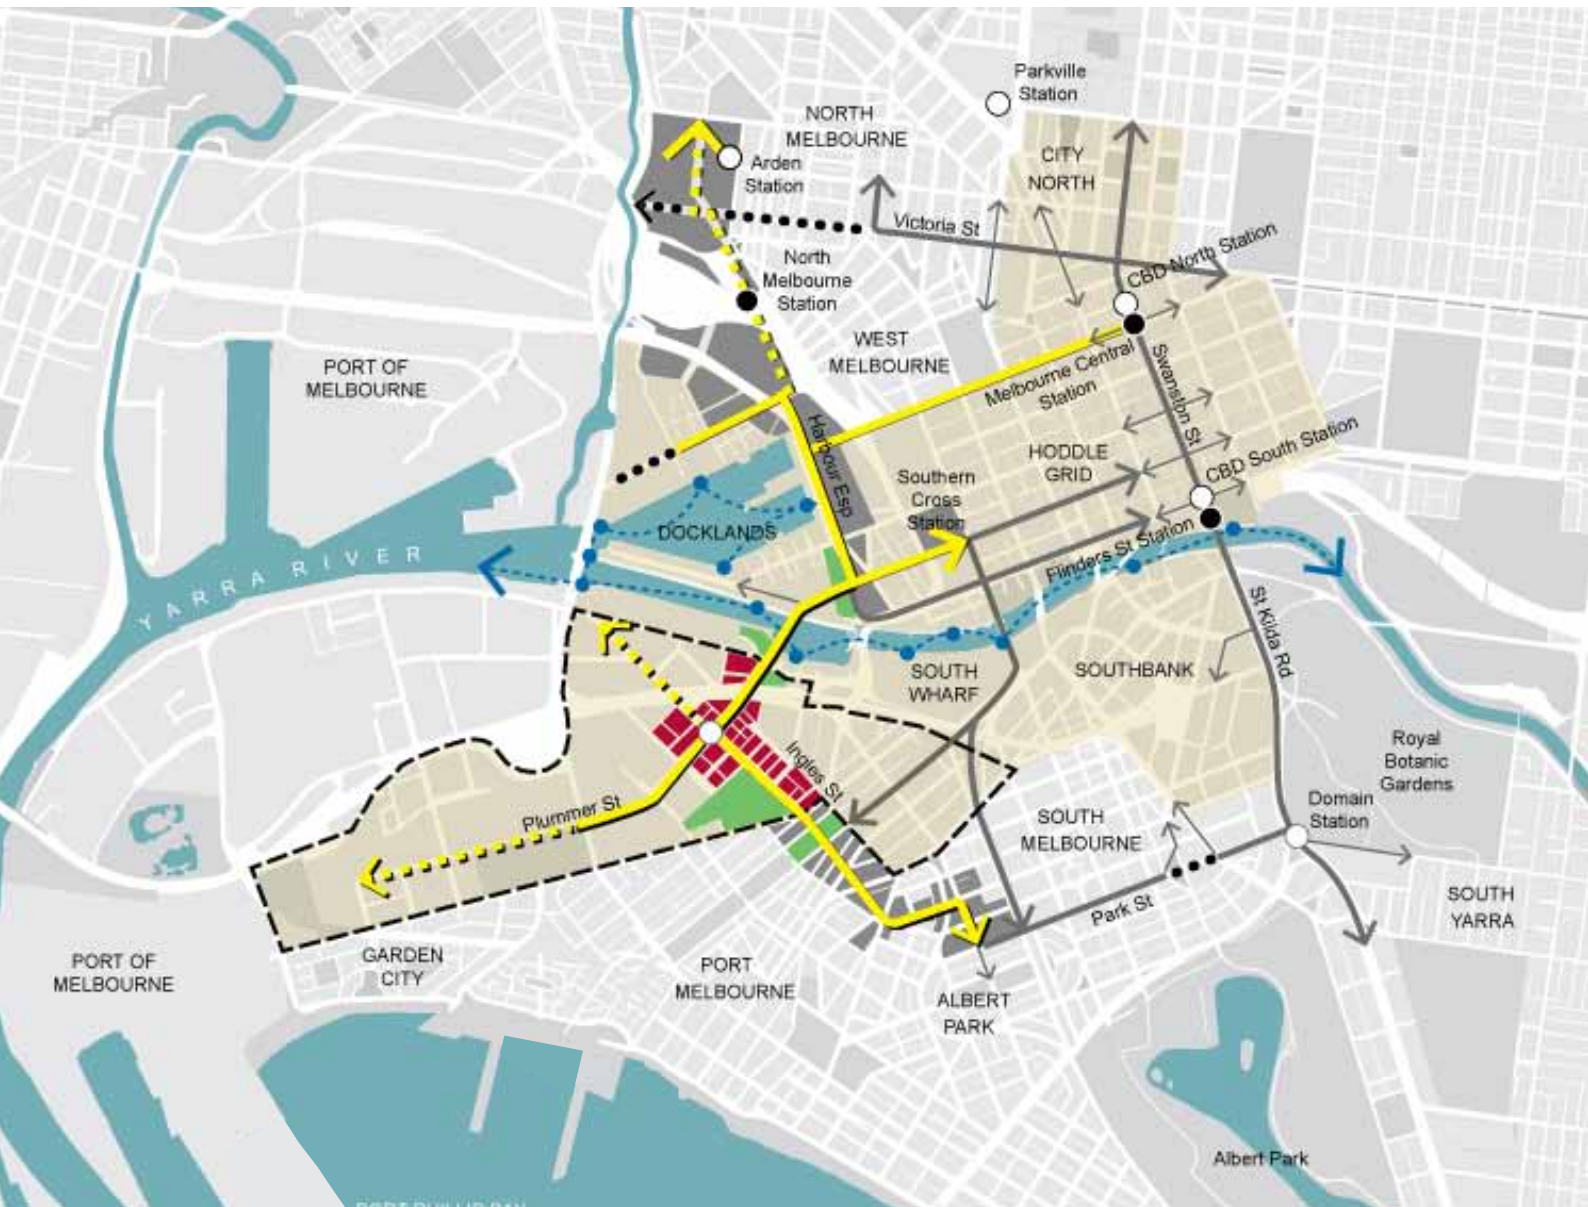 Parkville
Station
NORTH
MELBOURNE
CITY
NORTH
Arden
Station
Victoria St
CBD North Station
North
Melbourne
Station
WEST
MELBOURNE
PORT OF
MELBOURNE
Melbourne Central
Station
Swanston St
Harbour Esp
HODDLE
GRID
CBD South Station
Southern
Cross
Station
DOCKLANDS
Flinders St Station
YARRA RIVER
St Kilda Rd
SOUTH
WHARF
SOUTHBANK
Royal
Botanic
Gardens
Ingles St
Plummer St
Domain
Station
SOUTH
MELBOURNE
SOUTH
YARRA
Park St
GARDEN
CITY
PORT OF
MELBOURNE
PORT
MELBOURNE
ALBERT
PARK
Albert Park
PORT PHILLIP BAY